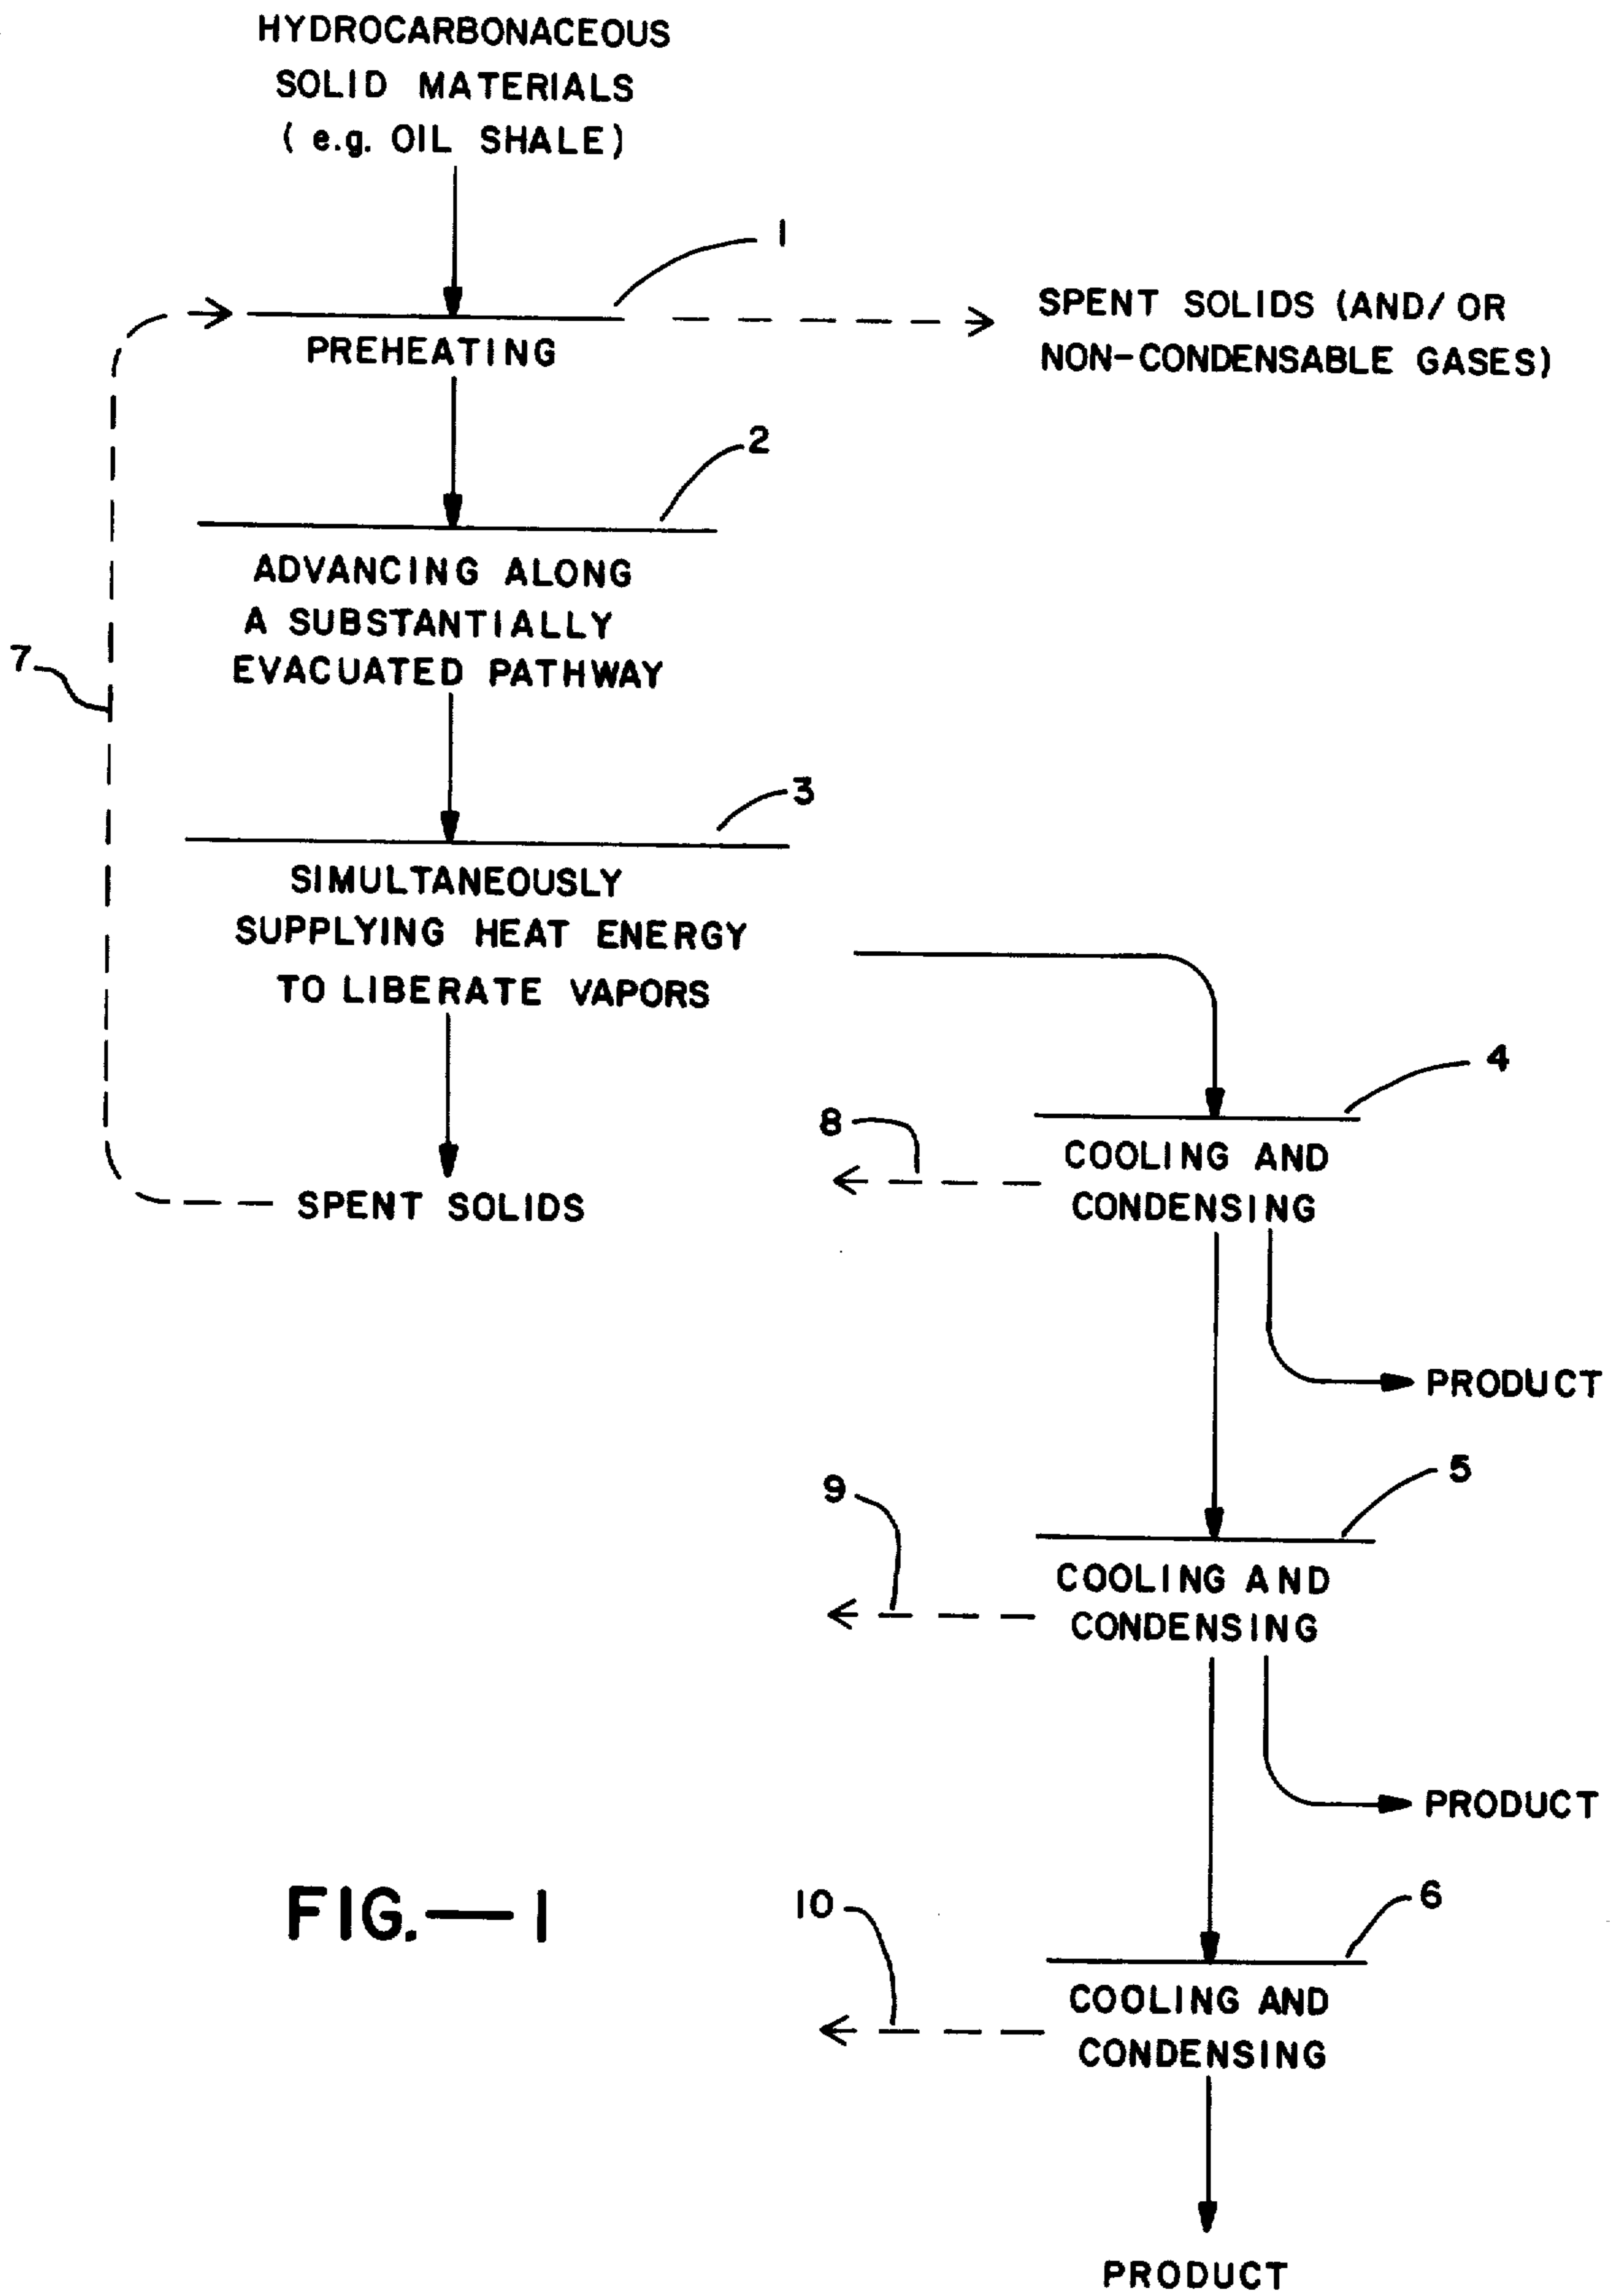 HYDROCARBONACEOUS
SOLID MATERIALS
( e.g. OIL SHALE)
1
SPENT SOLIDS (AND/OR
NON-CONDENSABLE GASES)
PREHEATING
2
ADVANCING ALONG
A SUBSTANTIALLY
EVACUATED PATHWAY
7
3
SIMULTANEOUSLY
SUPPLYING HEAT ENERGY
TO LIBERATE VAPORS
4
8
COOLING AND
CONDENSING
SPENT SOLIDS
PRODUCT
5
9
COOLING AND
CONDENSING
PRODUCT
6
10
COOLING AND
CONDENSING
PRODUCT
FIG.—1